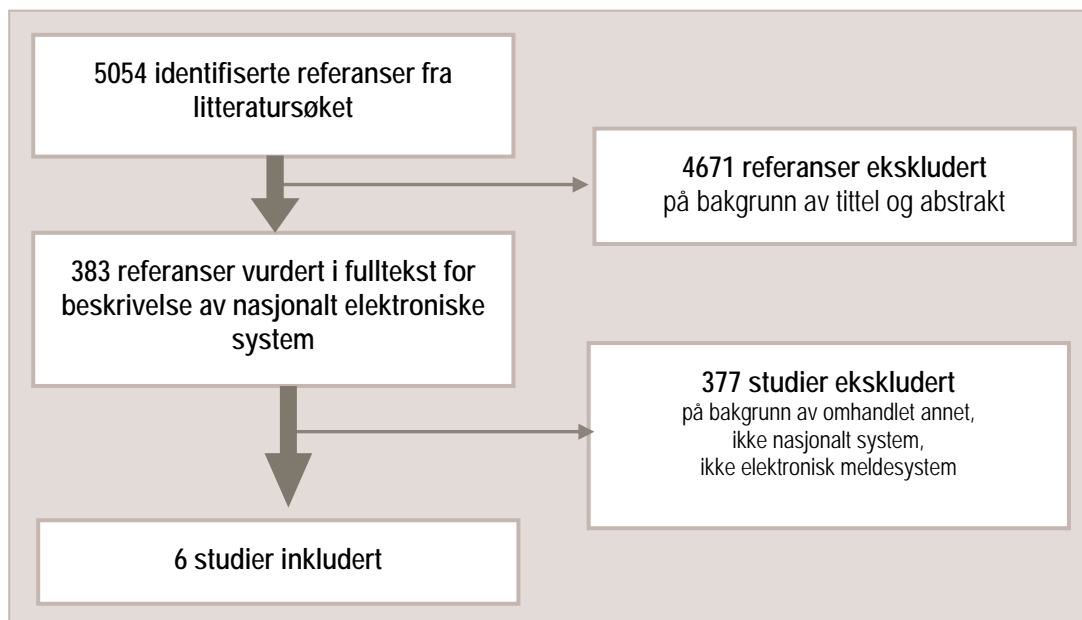 5054 identifiserte referanser fra
litteratursøket
4671 referanser ekskludert
på bakgrunn av tittel og abstrakt
383 referanser vurdert i fulltekst for
beskrivelse av nasjonalt elektroniske
system
377 studier ekskludert
på bakgrunn av omhandlet annet,
ikke nasjonalt system,
ikke elektronisk meldesystem
6 studier inkludert